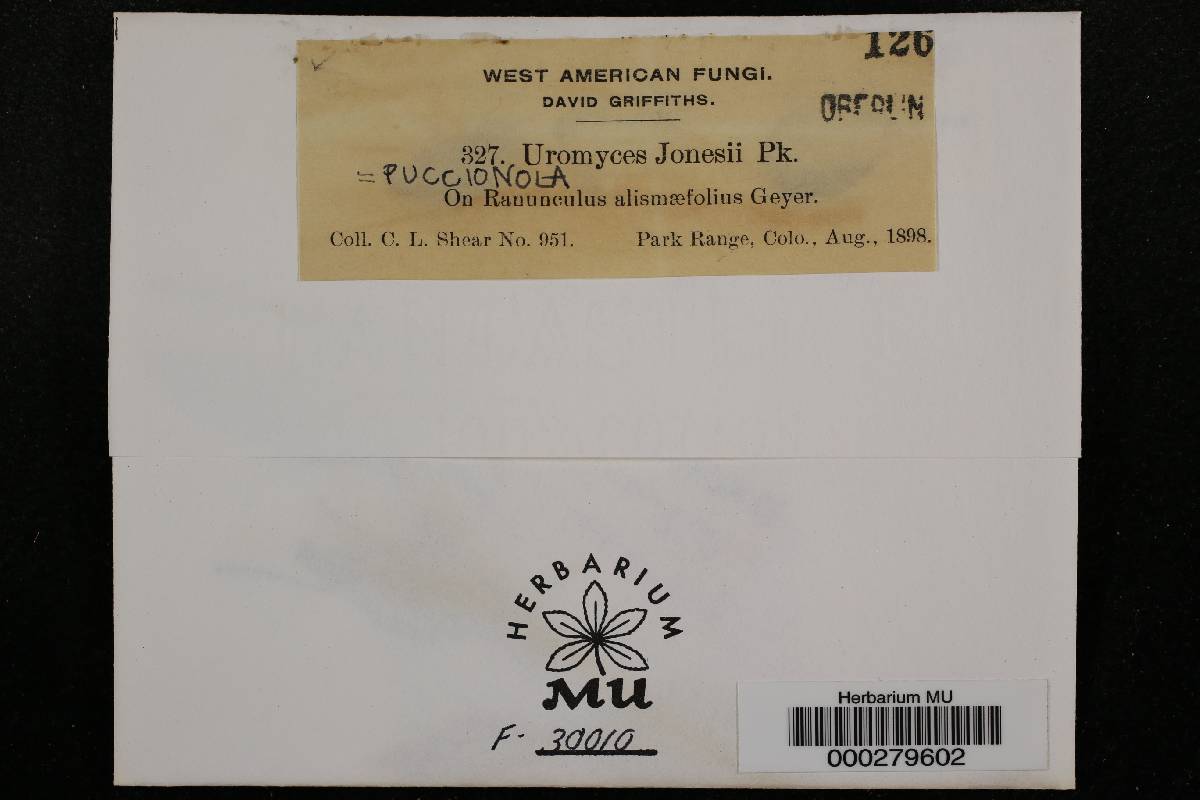 126
WEST AMERICAN FUNGI.
DAVID GRIFFITHS.
OBERLIN
327. Uromyces Jonesii Pk.
= PUCCIONOLA
On Ranunculus alismæfolius Geyer.
Coll. C. L. Shear No. 951. Park Range, Colo., Aug., 1898.
HERBARIUM
MU
F- 30010
Herbarium MU
000279602